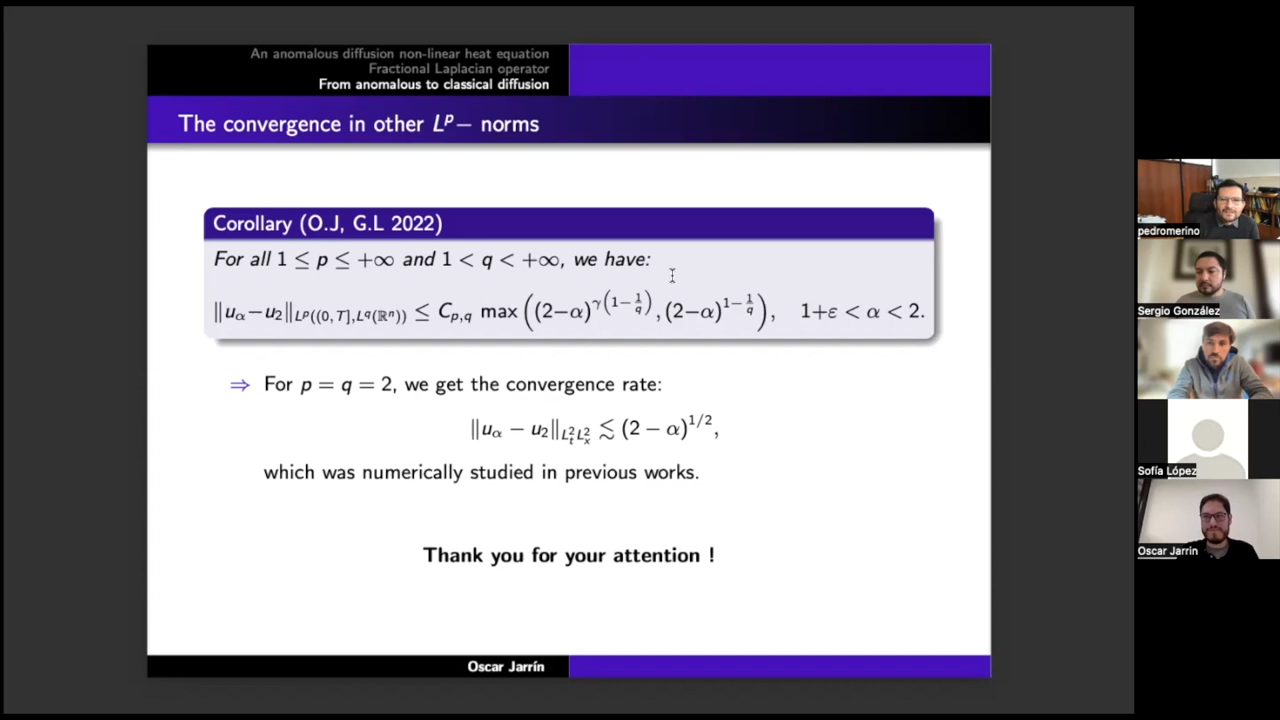 An anomalous diffusion non-linear heat equation
Fractional Laplacian operator
From anomalous to classical diffusion
The convergence in other L^p− norms
Corollary (O.J, G.L 2022)
For all 1 ≤ p ≤ +∞ and 1 < q < +∞, we have:
‖u_α−u_2‖_{L^p((0,T],L^q(ℝ^n))} ≤ C_{p,q} max((2−α)^{γ(1−1/q)}, (2−α)^{1−1/q}), 1+ε < α < 2.
⇒ For p = q = 2, we get the convergence rate:
‖u_α − u_2‖_{L^2_t L^2_x} ≲ (2 − α)^{1/2},
which was numerically studied in previous works.
Thank you for your attention !
Oscar Jarrín
pedromerino
Sergio González
Sofía López
Oscar Jarrín